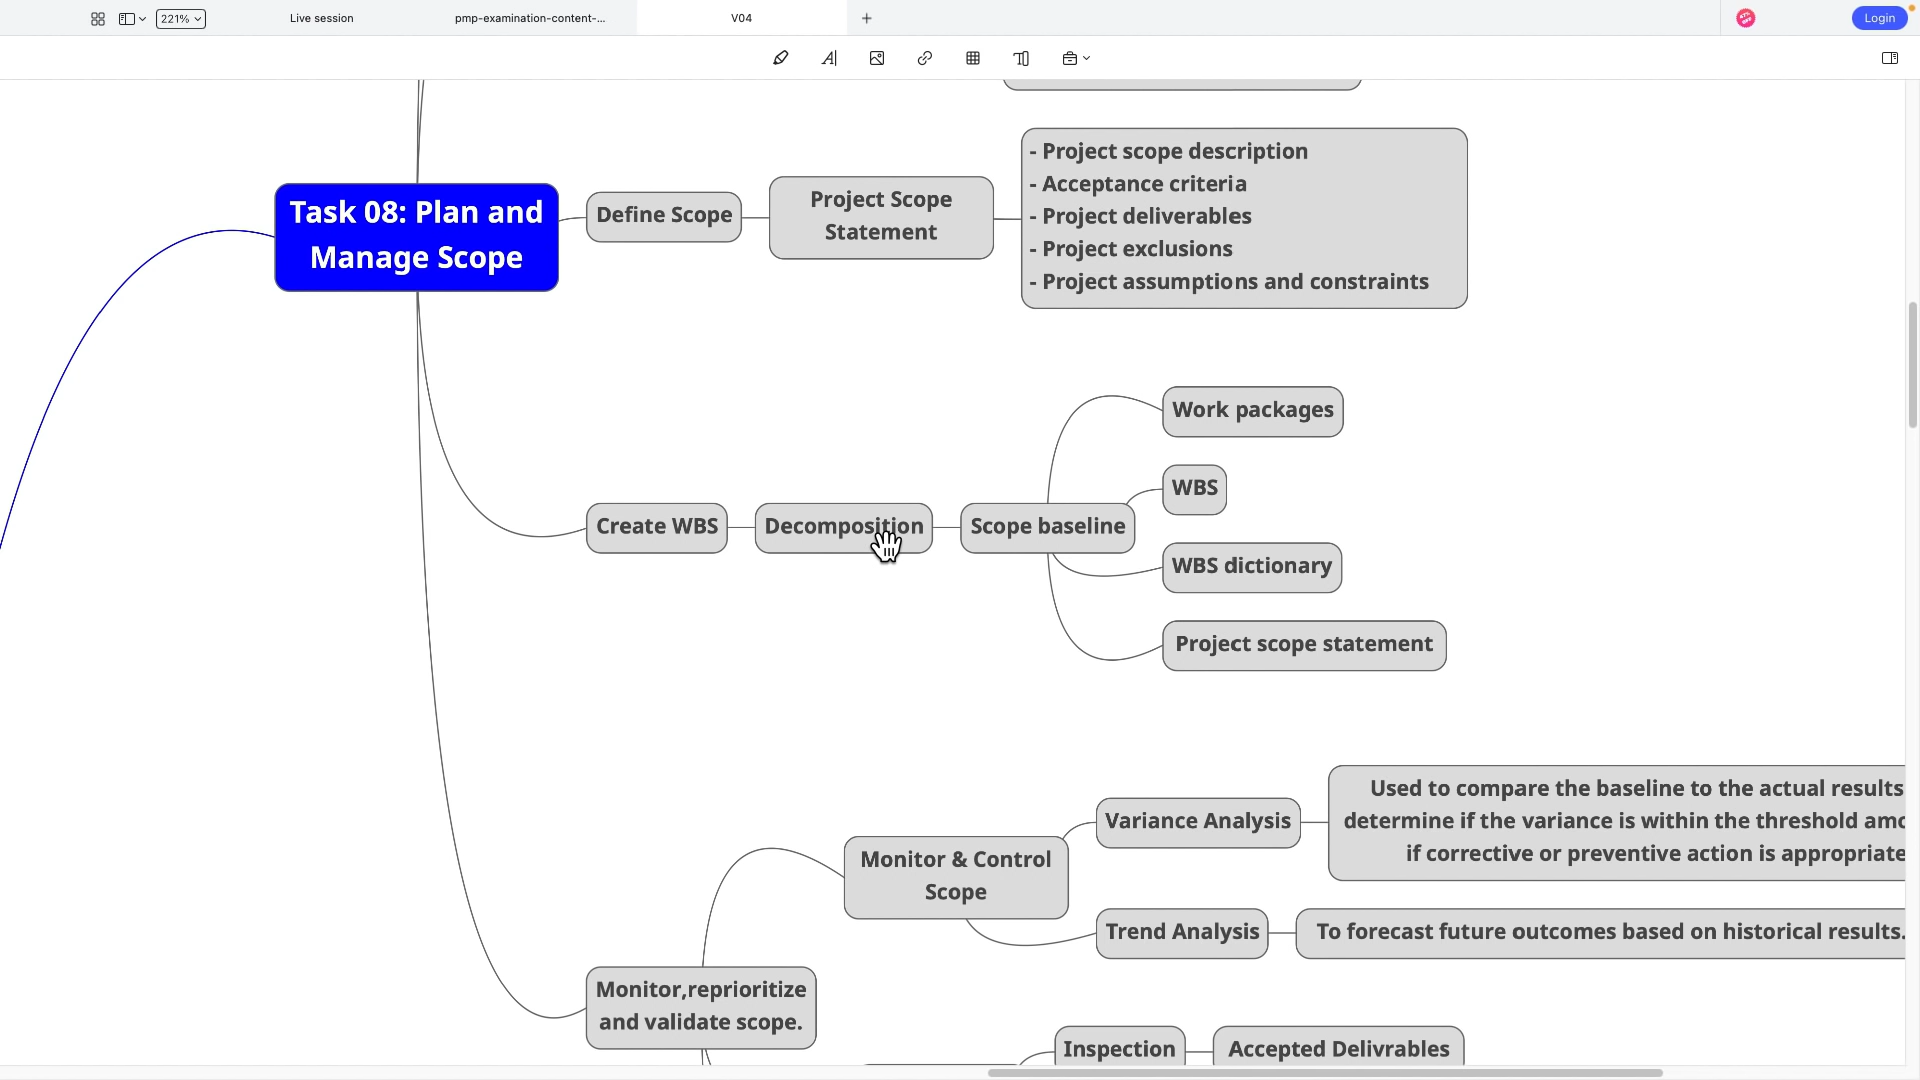 221%
Live session
pmp-examination-content-...
V04
Login
- Project scope description
- Acceptance criteria
- Project deliverables
- Project exclusions
- Project assumptions and constraints
Task 08: Plan and
Manage Scope
Define Scope
Project Scope
Statement
Work packages
WBS
Create WBS
Decomposition
Scope baseline
WBS dictionary
Project scope statement
Used to compare the baseline to the actual results
determine if the variance is within the threshold amo
if corrective or preventive action is appropriate
Variance Analysis
Monitor & Control
Scope
Trend Analysis
To forecast future outcomes based on historical results.
Monitor,reprioritize
and validate scope.
Inspection
Accepted Delivrables